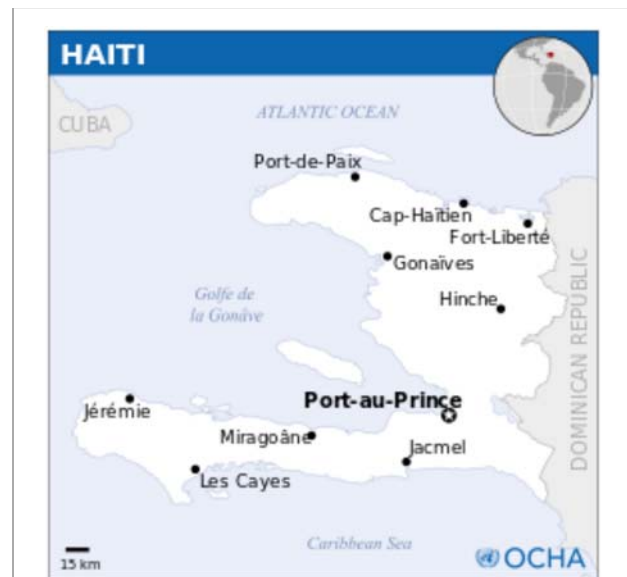 HAITI
ATLANTIC OCEAN
CUBA
Port-de-Paix
Cap-Haïtien
Fort-Liberté
Gonaïves
DOMINICAN REPUBLIC
Golfe de
la Gonâve
Hinche
Port-au-Prince
Jérémie
Miragoâne
Jacmel
Les Cayes
Caribbean Sea
15 km
OCHA